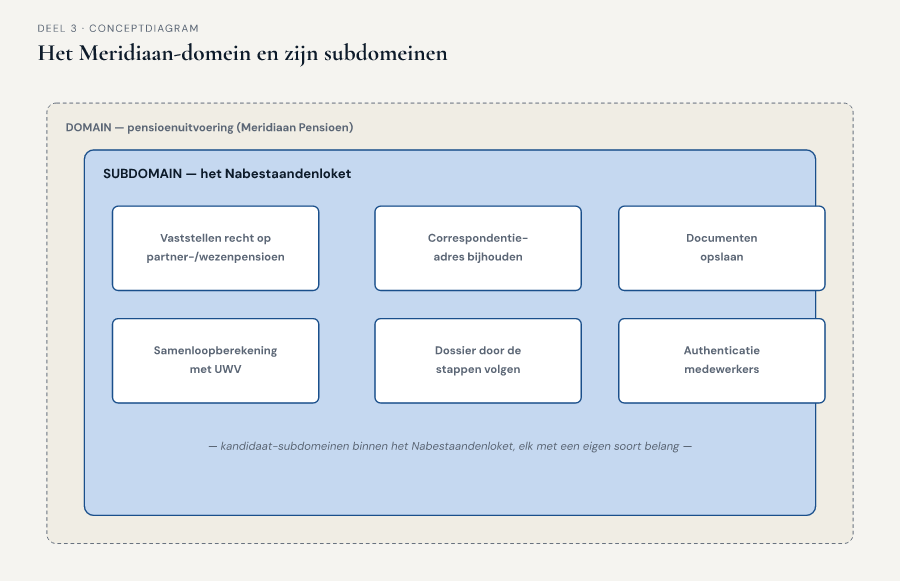 DEEL 3 · CONCEPTDIAGRAM
Het Meridiaan-domein en zijn subdomeinen
DOMAIN — pensioenuitvoering (Meridiaan Pensioen)
SUBDOMAIN — het Nabestaandenloket
Vaststellen recht op
partner-/wezenpensioen
Correspondentie-
adres bijhouden
Documenten
opslaan
Samenloopberekening
met UWV
Dossier door de
stappen volgen
Authenticatie
medewerkers
— kandidaat-subdomeinen binnen het Nabestaandenloket, elk met een eigen soort belang —